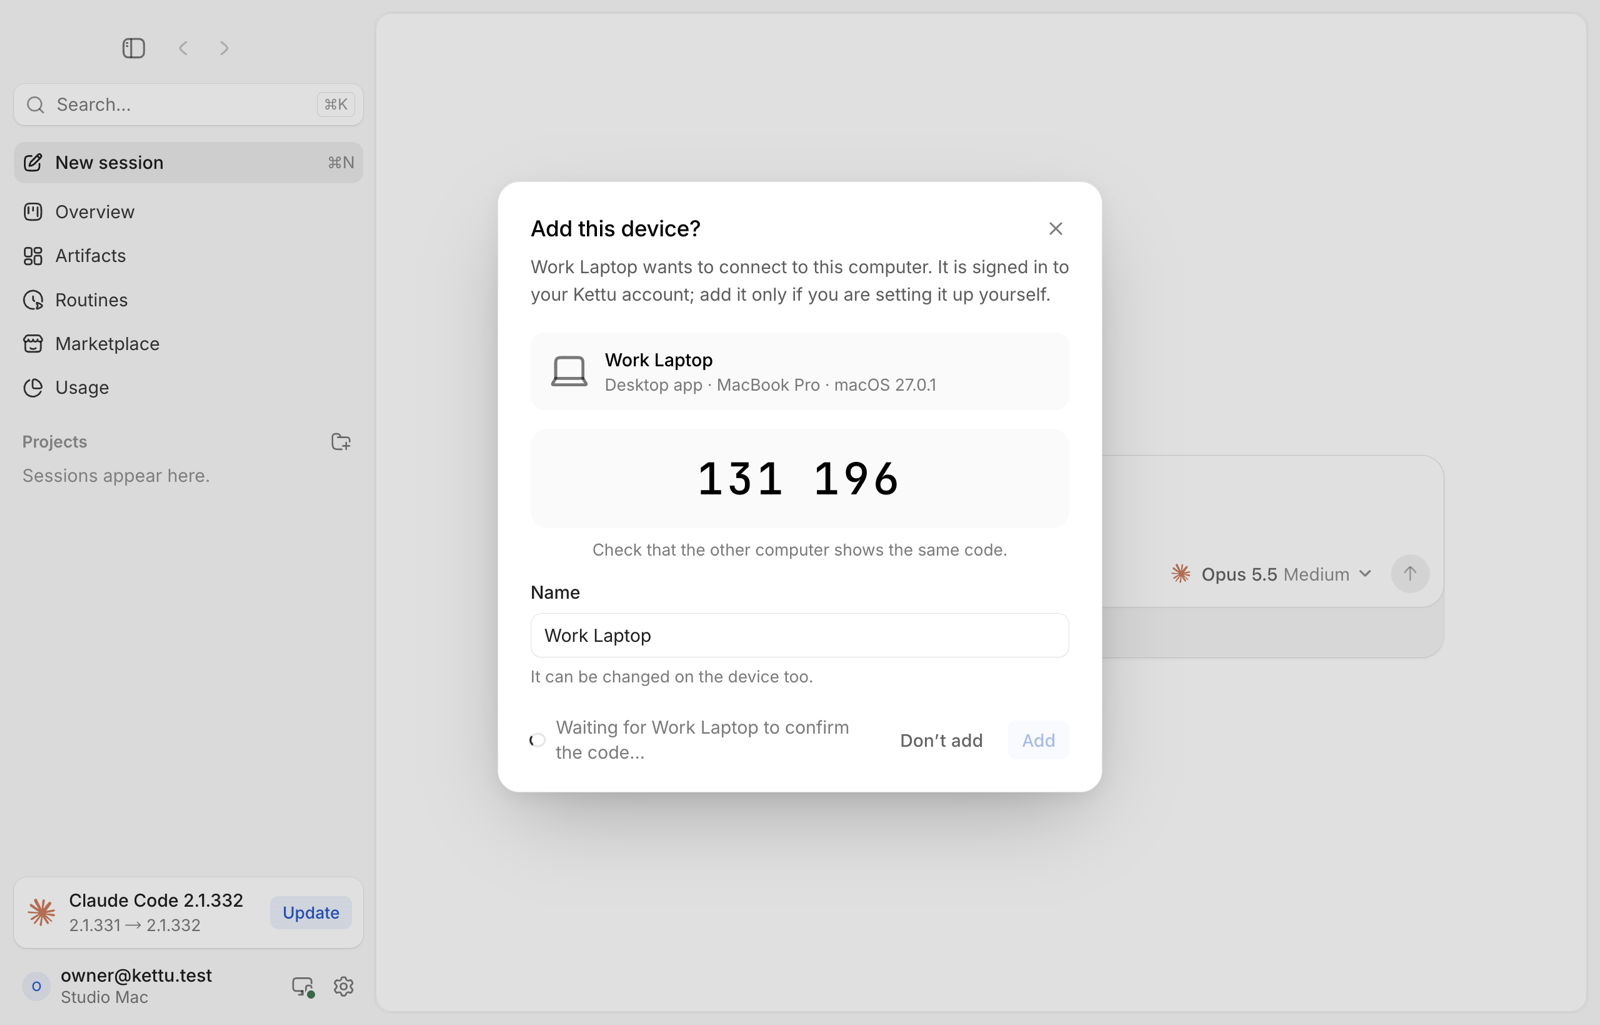 Search...
⌘K
New session
⌘N
Overview
Artifacts
Routines
Marketplace
Usage
Projects
Sessions appear here.
Claude Code 2.1.332
2.1.331 → 2.1.332
Update
O
owner@kettu.test
Studio Mac
Add this device?
Work Laptop wants to connect to this computer. It is signed in to
your Kettu account; add it only if you are setting it up yourself.
Work Laptop
Desktop app · MacBook Pro · macOS 27.0.1
131 196
Check that the other computer shows the same code.
Name
Work Laptop
It can be changed on the device too.
Waiting for Work Laptop to confirm
the code...
Don’t add
Add
Opus 5.5 Medium